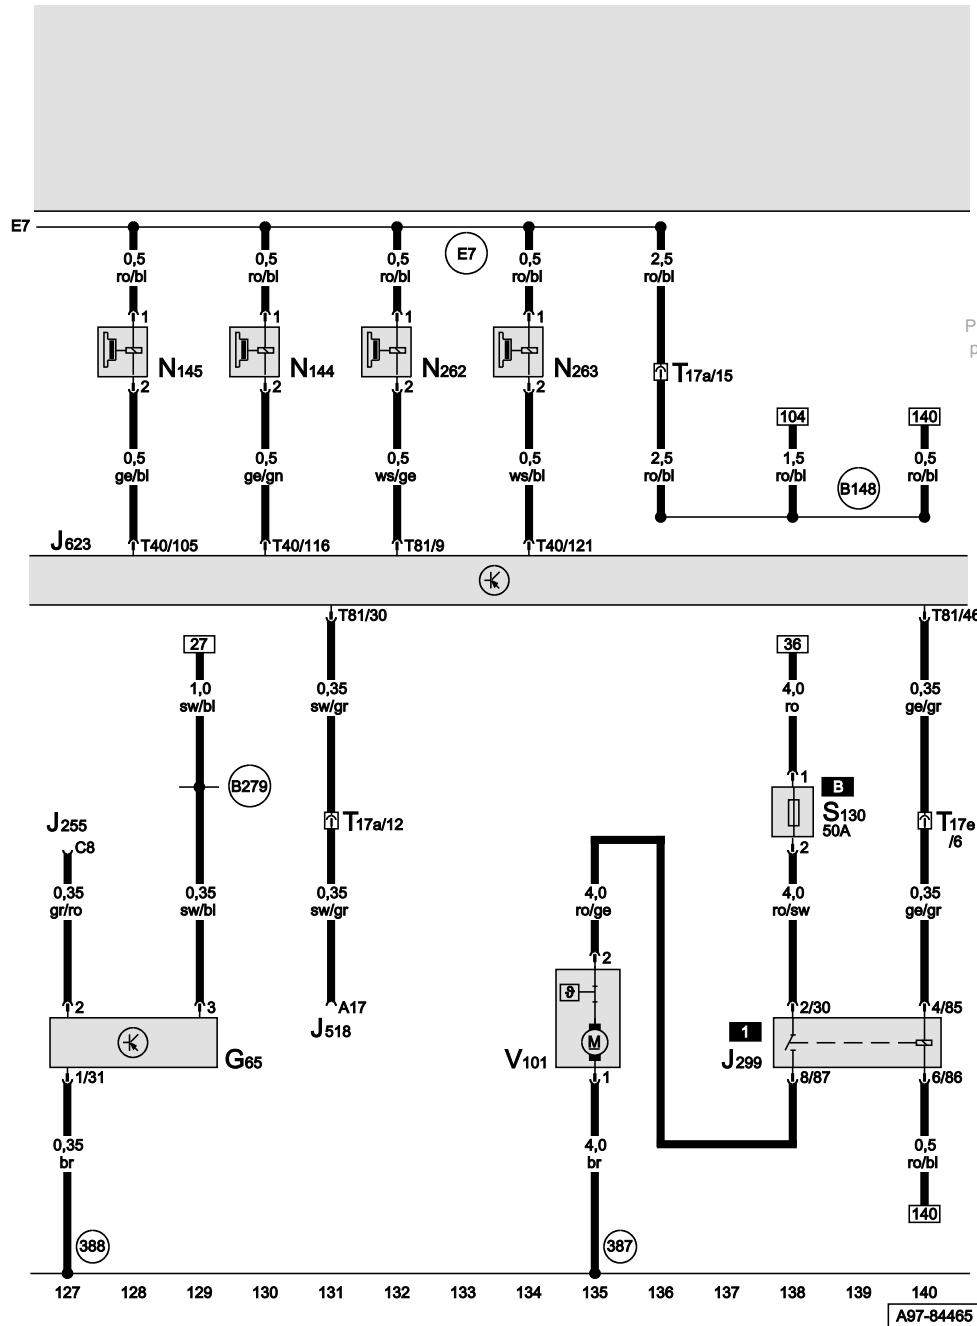 E7
0,5 0,5 0,5 E7 0,5 2,5
ro/bl ro/bl ro/bl ro/bl ro/bl
1 1 1 1
P
p
N145 N144 N262 N263 T17a/15
2 2 2 2
104 140
0,5 0,5 0,5 0,5 2,5 1,5 0,5
ge/bl ge/gn ws/ge ws/bl ro/bl ro/bl B148 ro/bl
J623 T40/105 T40/116 T81/9 T40/121
T81/30 T81/46
27 36
1,0 0,35 4,0 0,35
sw/bl sw/gr ro ge/gr
1
B279 B
J255 T17a/12 S130 T17e
50A /6
C8 2
0,35 0,35 0,35 4,0 4,0 0,35
gr/ro sw/bl sw/gr ro/ge ro/sw ge/gr
2
ϑ
2 3 A17 2/30 4/85
J518
M 1
G65 V101 J299
1/31 1 8/87 6/86
0,35 4,0 0,5
br br ro/bl
140
388 387
127 128 129 130 131 132 133 134 135 136 137 138 139 140
A97-84465